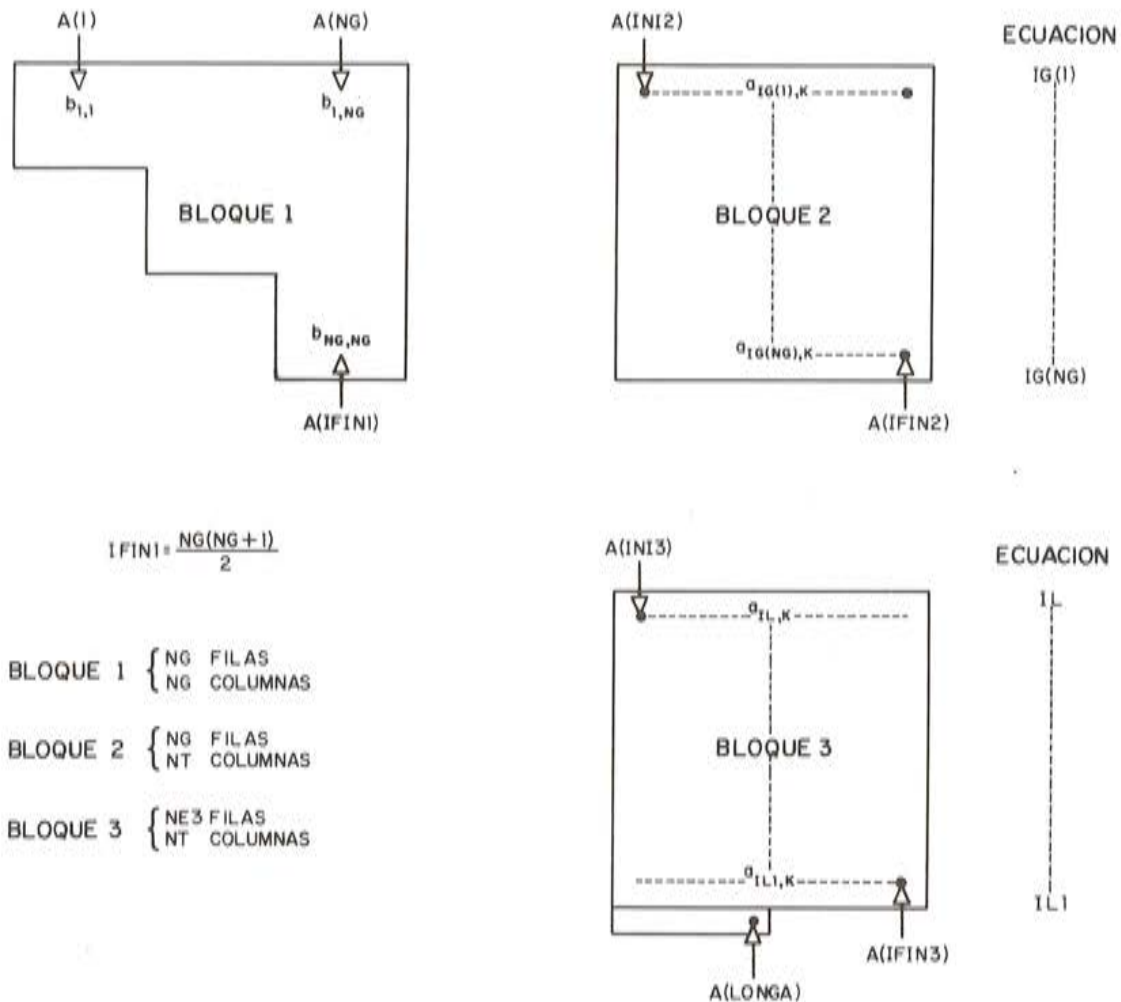 A(1)
A(NG)
b1,1
b1,NG
BLOQUE 1
bNG,NG
A(IFIN1)
A(INI2)
aIG(1),K
BLOQUE 2
aIG(NG),K
A(IFIN2)
ECUACION
IG(1)
IG(NG)
IFIN1 = NG(NG+1)
2
BLOQUE 1 { NG FILAS
NG COLUMNAS
BLOQUE 2 { NG FILAS
NT COLUMNAS
BLOQUE 3 { NE3 FILAS
NT COLUMNAS
A(INI3)
aIL,K
BLOQUE 3
aIL1,K
A(IFIN3)
A(LONGA)
ECUACION
IL
IL1